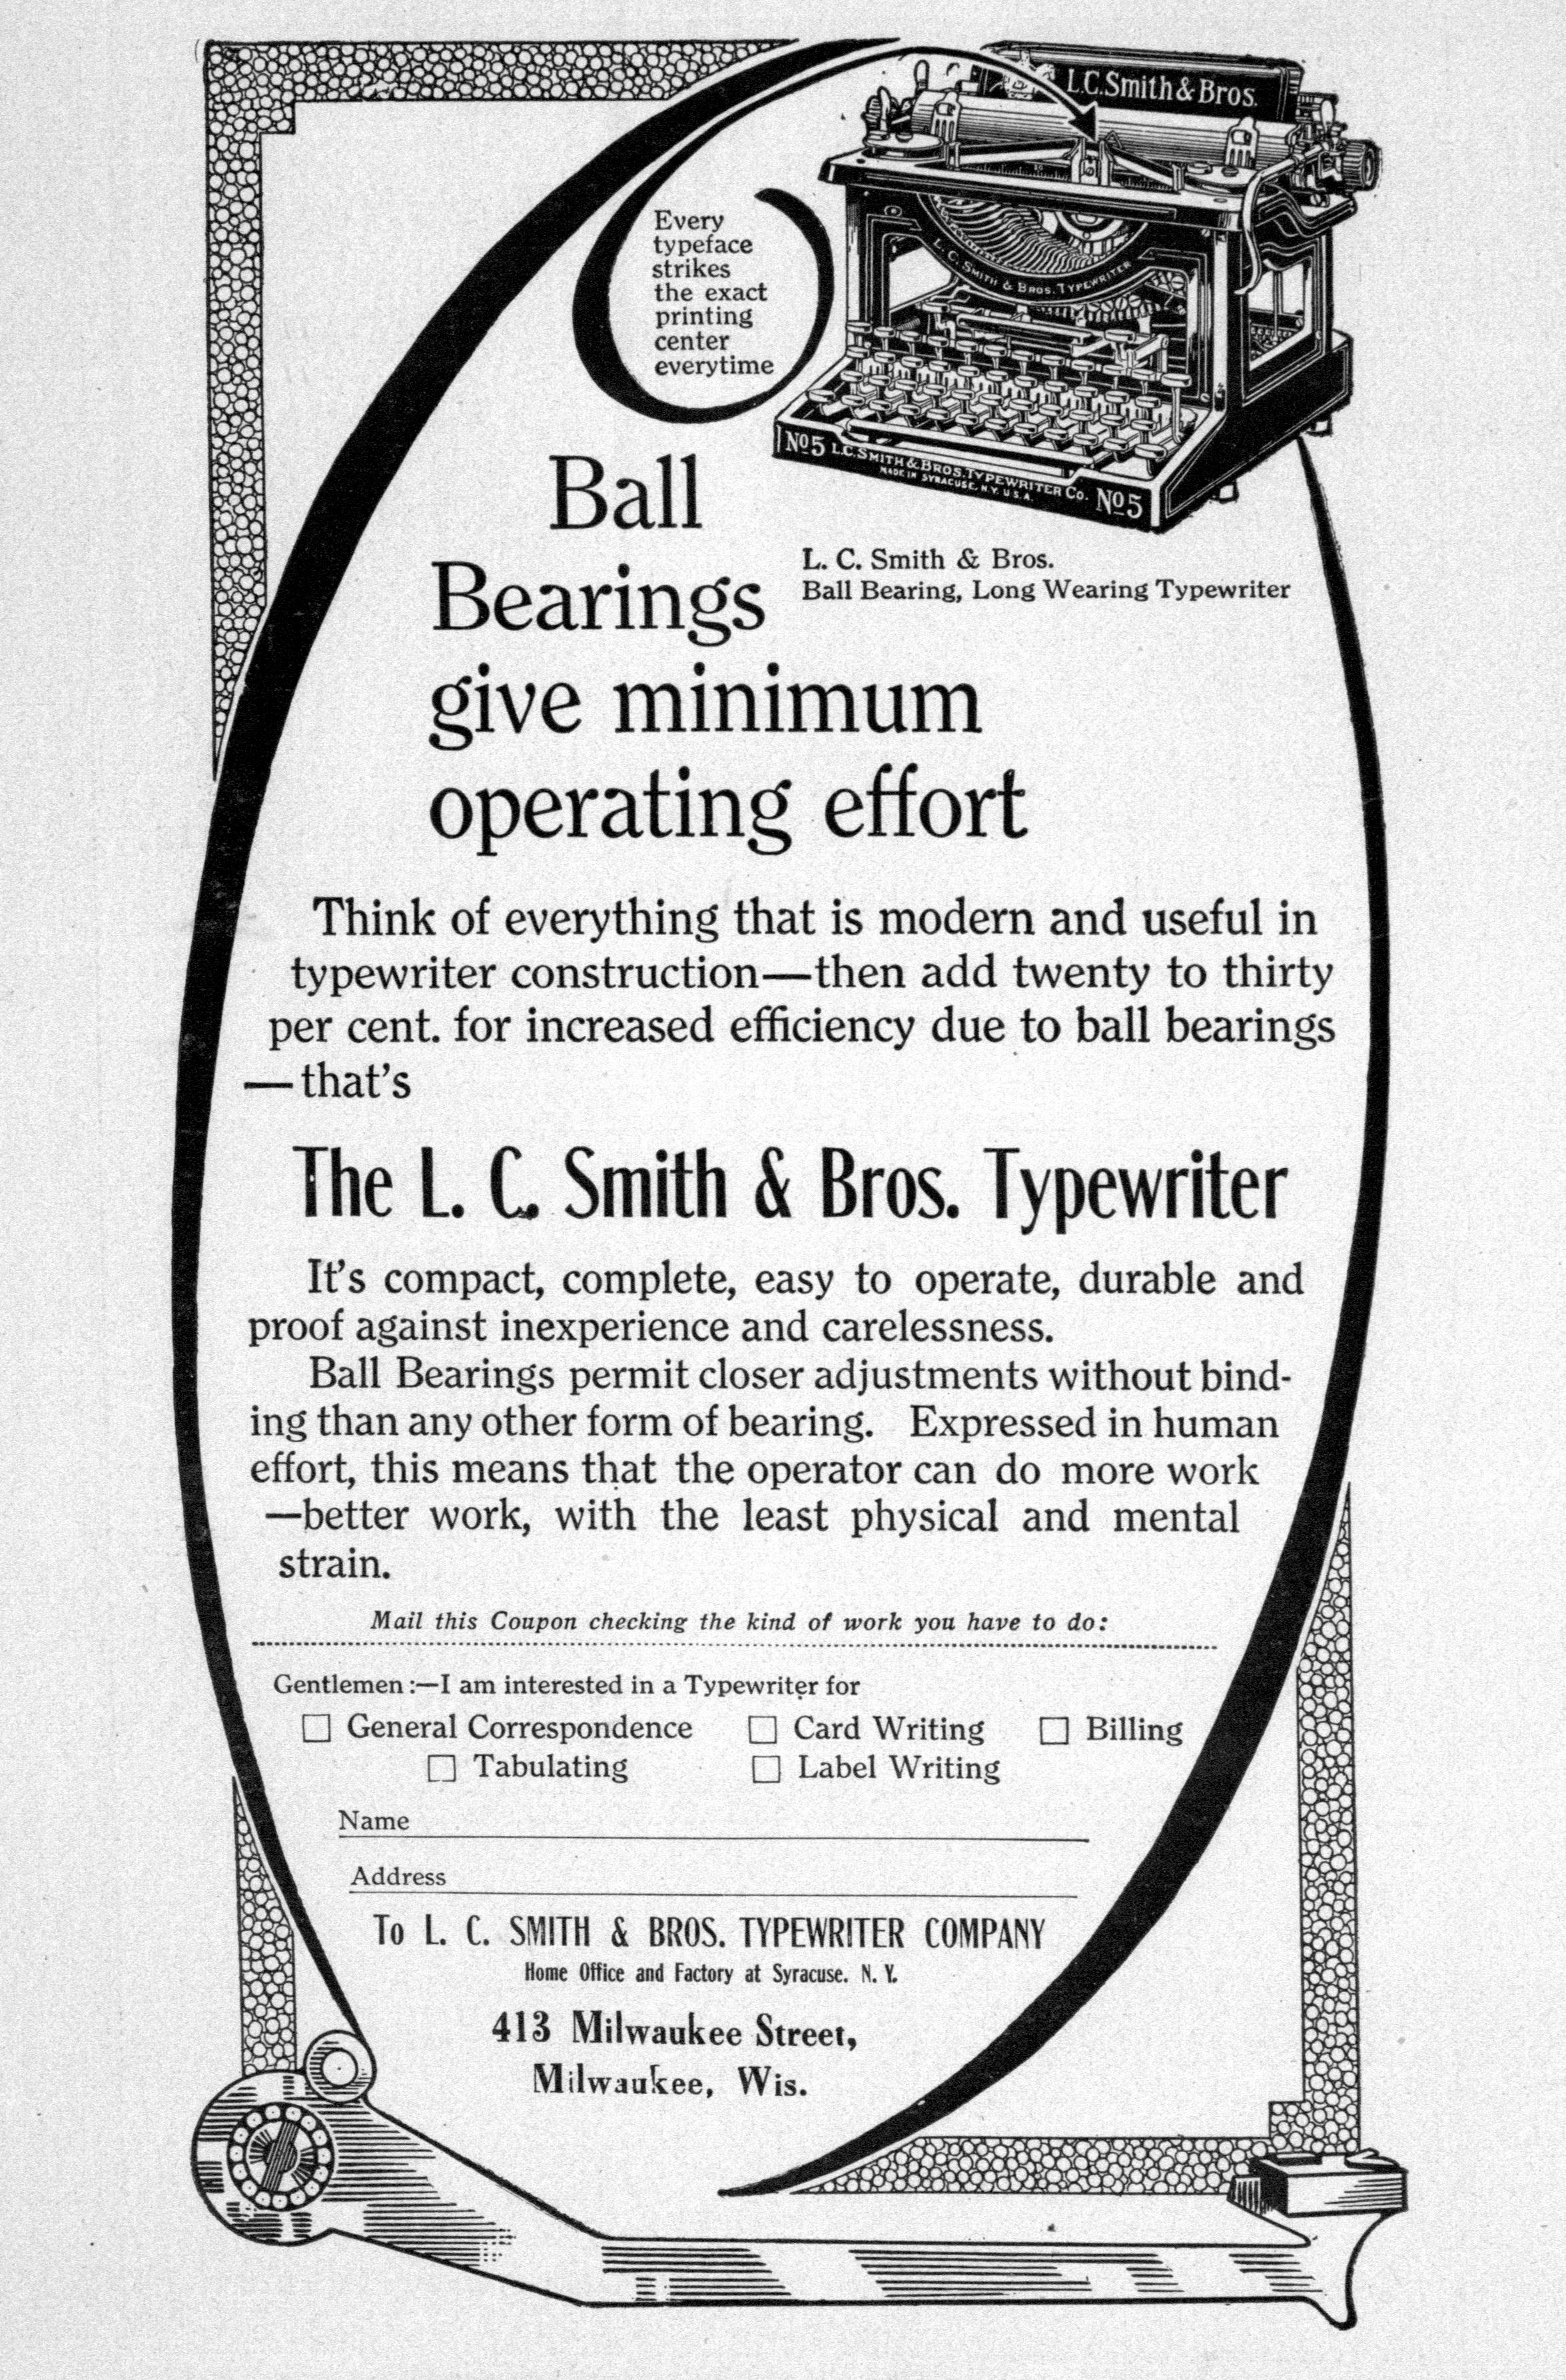 L.C.Smith & Bros.
Every
typeface
strikes
the exact
printing
center
everytime
L. C. SMITH & BROS. TYPEWRITER
No 5 L.C. SMITH & BROS. TYPEWRITER Co. No 5
MADE IN SYRACUSE, N.Y. U.S.A.
Ball
Bearings
give minimum
operating effort
L. C. Smith & Bros.
Ball Bearing, Long Wearing Typewriter
Think of everything that is modern and useful in
typewriter construction—then add twenty to thirty
per cent. for increased efficiency due to ball bearings
—that's
The L. C. Smith & Bros. Typewriter
It's compact, complete, easy to operate, durable and
proof against inexperience and carelessness.
Ball Bearings permit closer adjustments without bind-
ing than any other form of bearing. Expressed in human
effort, this means that the operator can do more work
—better work, with the least physical and mental
strain.
Mail this Coupon checking the kind of work you have to do:
Gentlemen:—I am interested in a Typewriter for
☐ General Correspondence ☐ Card Writing ☐ Billing
☐ Tabulating ☐ Label Writing
Name
Address
To L. C. SMITH & BROS. TYPEWRITER COMPANY
Home Office and Factory at Syracuse. N. Y.
413 Milwaukee Street,
Milwaukee, Wis.